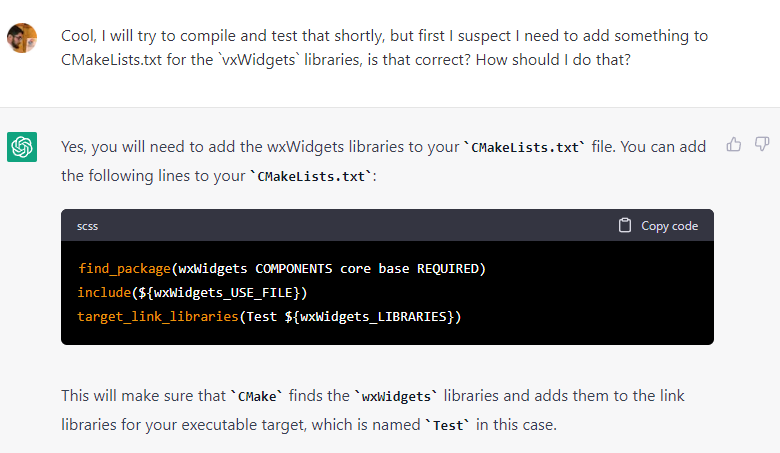 Cool, I will try to compile and test that shortly, but first I suspect I need to add something to
CMakeLists.txt for the `vxWidgets` libraries, is that correct? How should I do that?
Yes, you will need to add the wxWidgets libraries to your `CMakeLists.txt` file. You can add
the following lines to your `CMakeLists.txt`:
scss
Copy code
find_package(wxWidgets COMPONENTS core base REQUIRED)
include(${wxWidgets_USE_FILE})
target_link_libraries(Test ${wxWidgets_LIBRARIES})
This will make sure that `CMake` finds the `wxWidgets` libraries and adds them to the link
libraries for your executable target, which is named `Test` in this case.